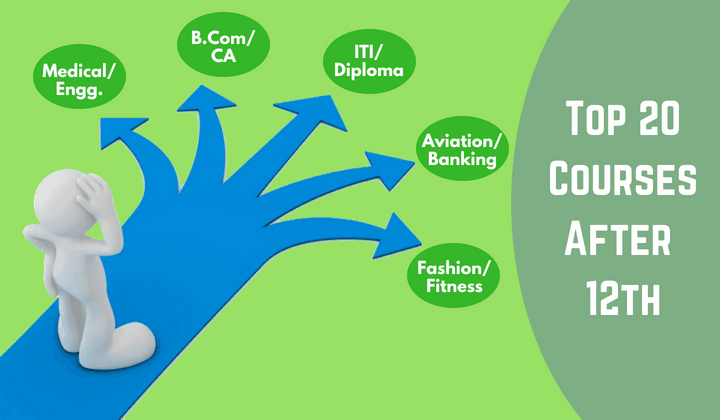 Medical/
Engg.
B.Com/
CA
ITI/
Diploma
Aviation/
Banking
Fashion/
Fitness
Top 20
Courses
After
12th